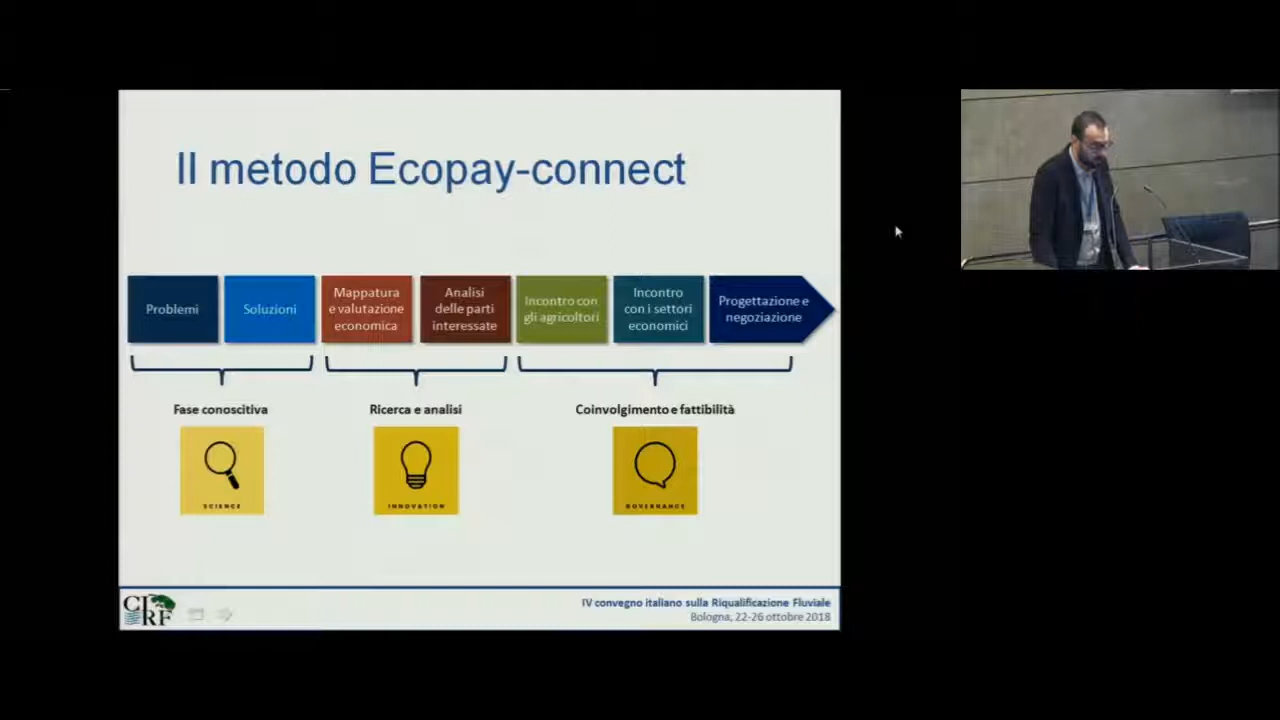 Il metodo Ecopay-connect
Problemi
Soluzioni
Mappatura
e valutazione
economica
Analisi
delle parti
interessate
Incontro con
gli agricoltori
Incontro
con i settori
economici
Progettazione e
negoziazione
Fase conoscitiva
Ricerca e analisi
Coinvolgimento e fattibilità
SCIENCE
INNOVATION
GOVERNANCE
CIRF
IV convegno italiano sulla Riqualificazione Fluviale
Bologna, 22-26 ottobre 2018